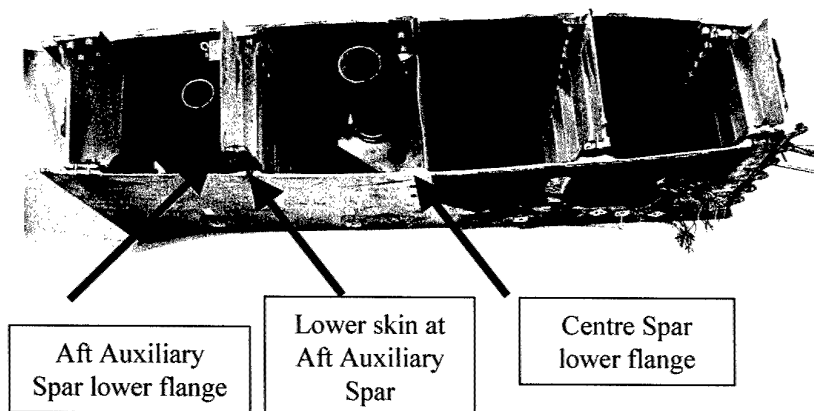 Aft Auxiliary
Spar lower flange
Lower skin at
Aft Auxiliary
Spar
Centre Spar
lower flange